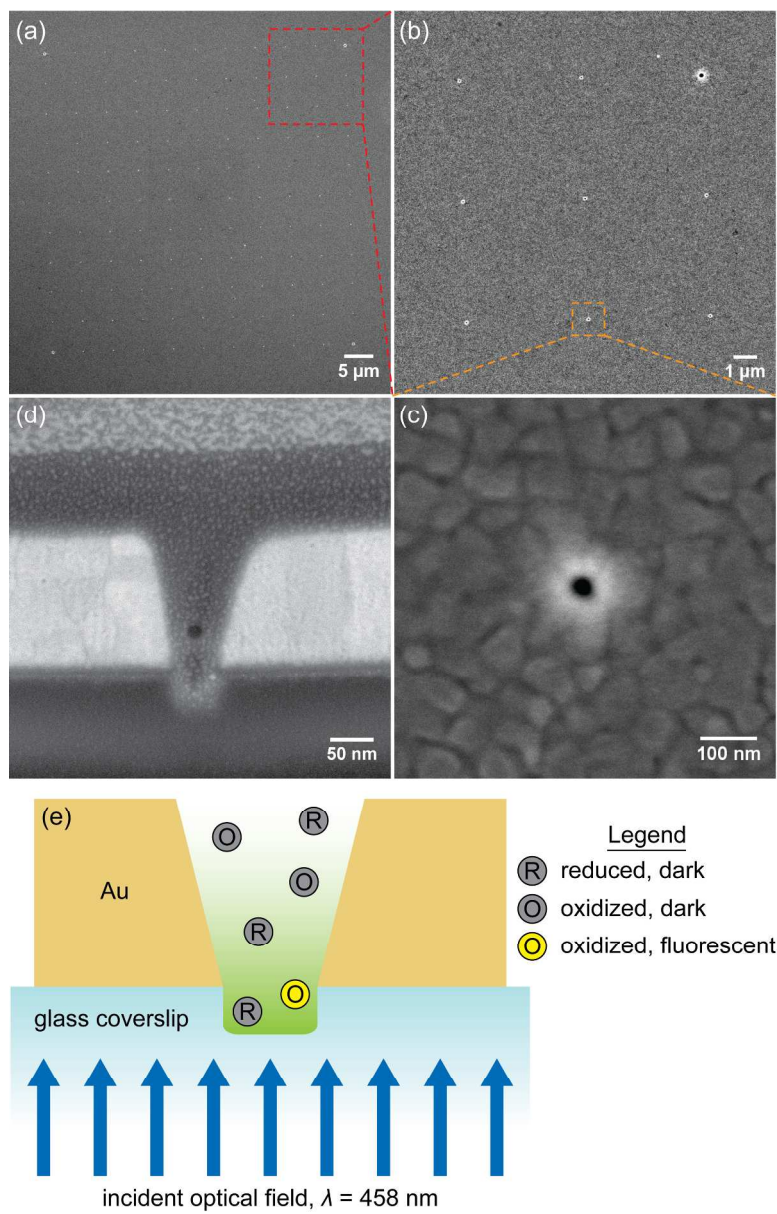 (a)
5 µm
(b)
1 µm
(d)
50 nm
(c)
100 nm
(e)
Au
O
R
O
R
R
O
glass coverslip
incident optical field, λ = 458 nm
Legend
R reduced, dark
O oxidized, dark
O oxidized, fluorescent